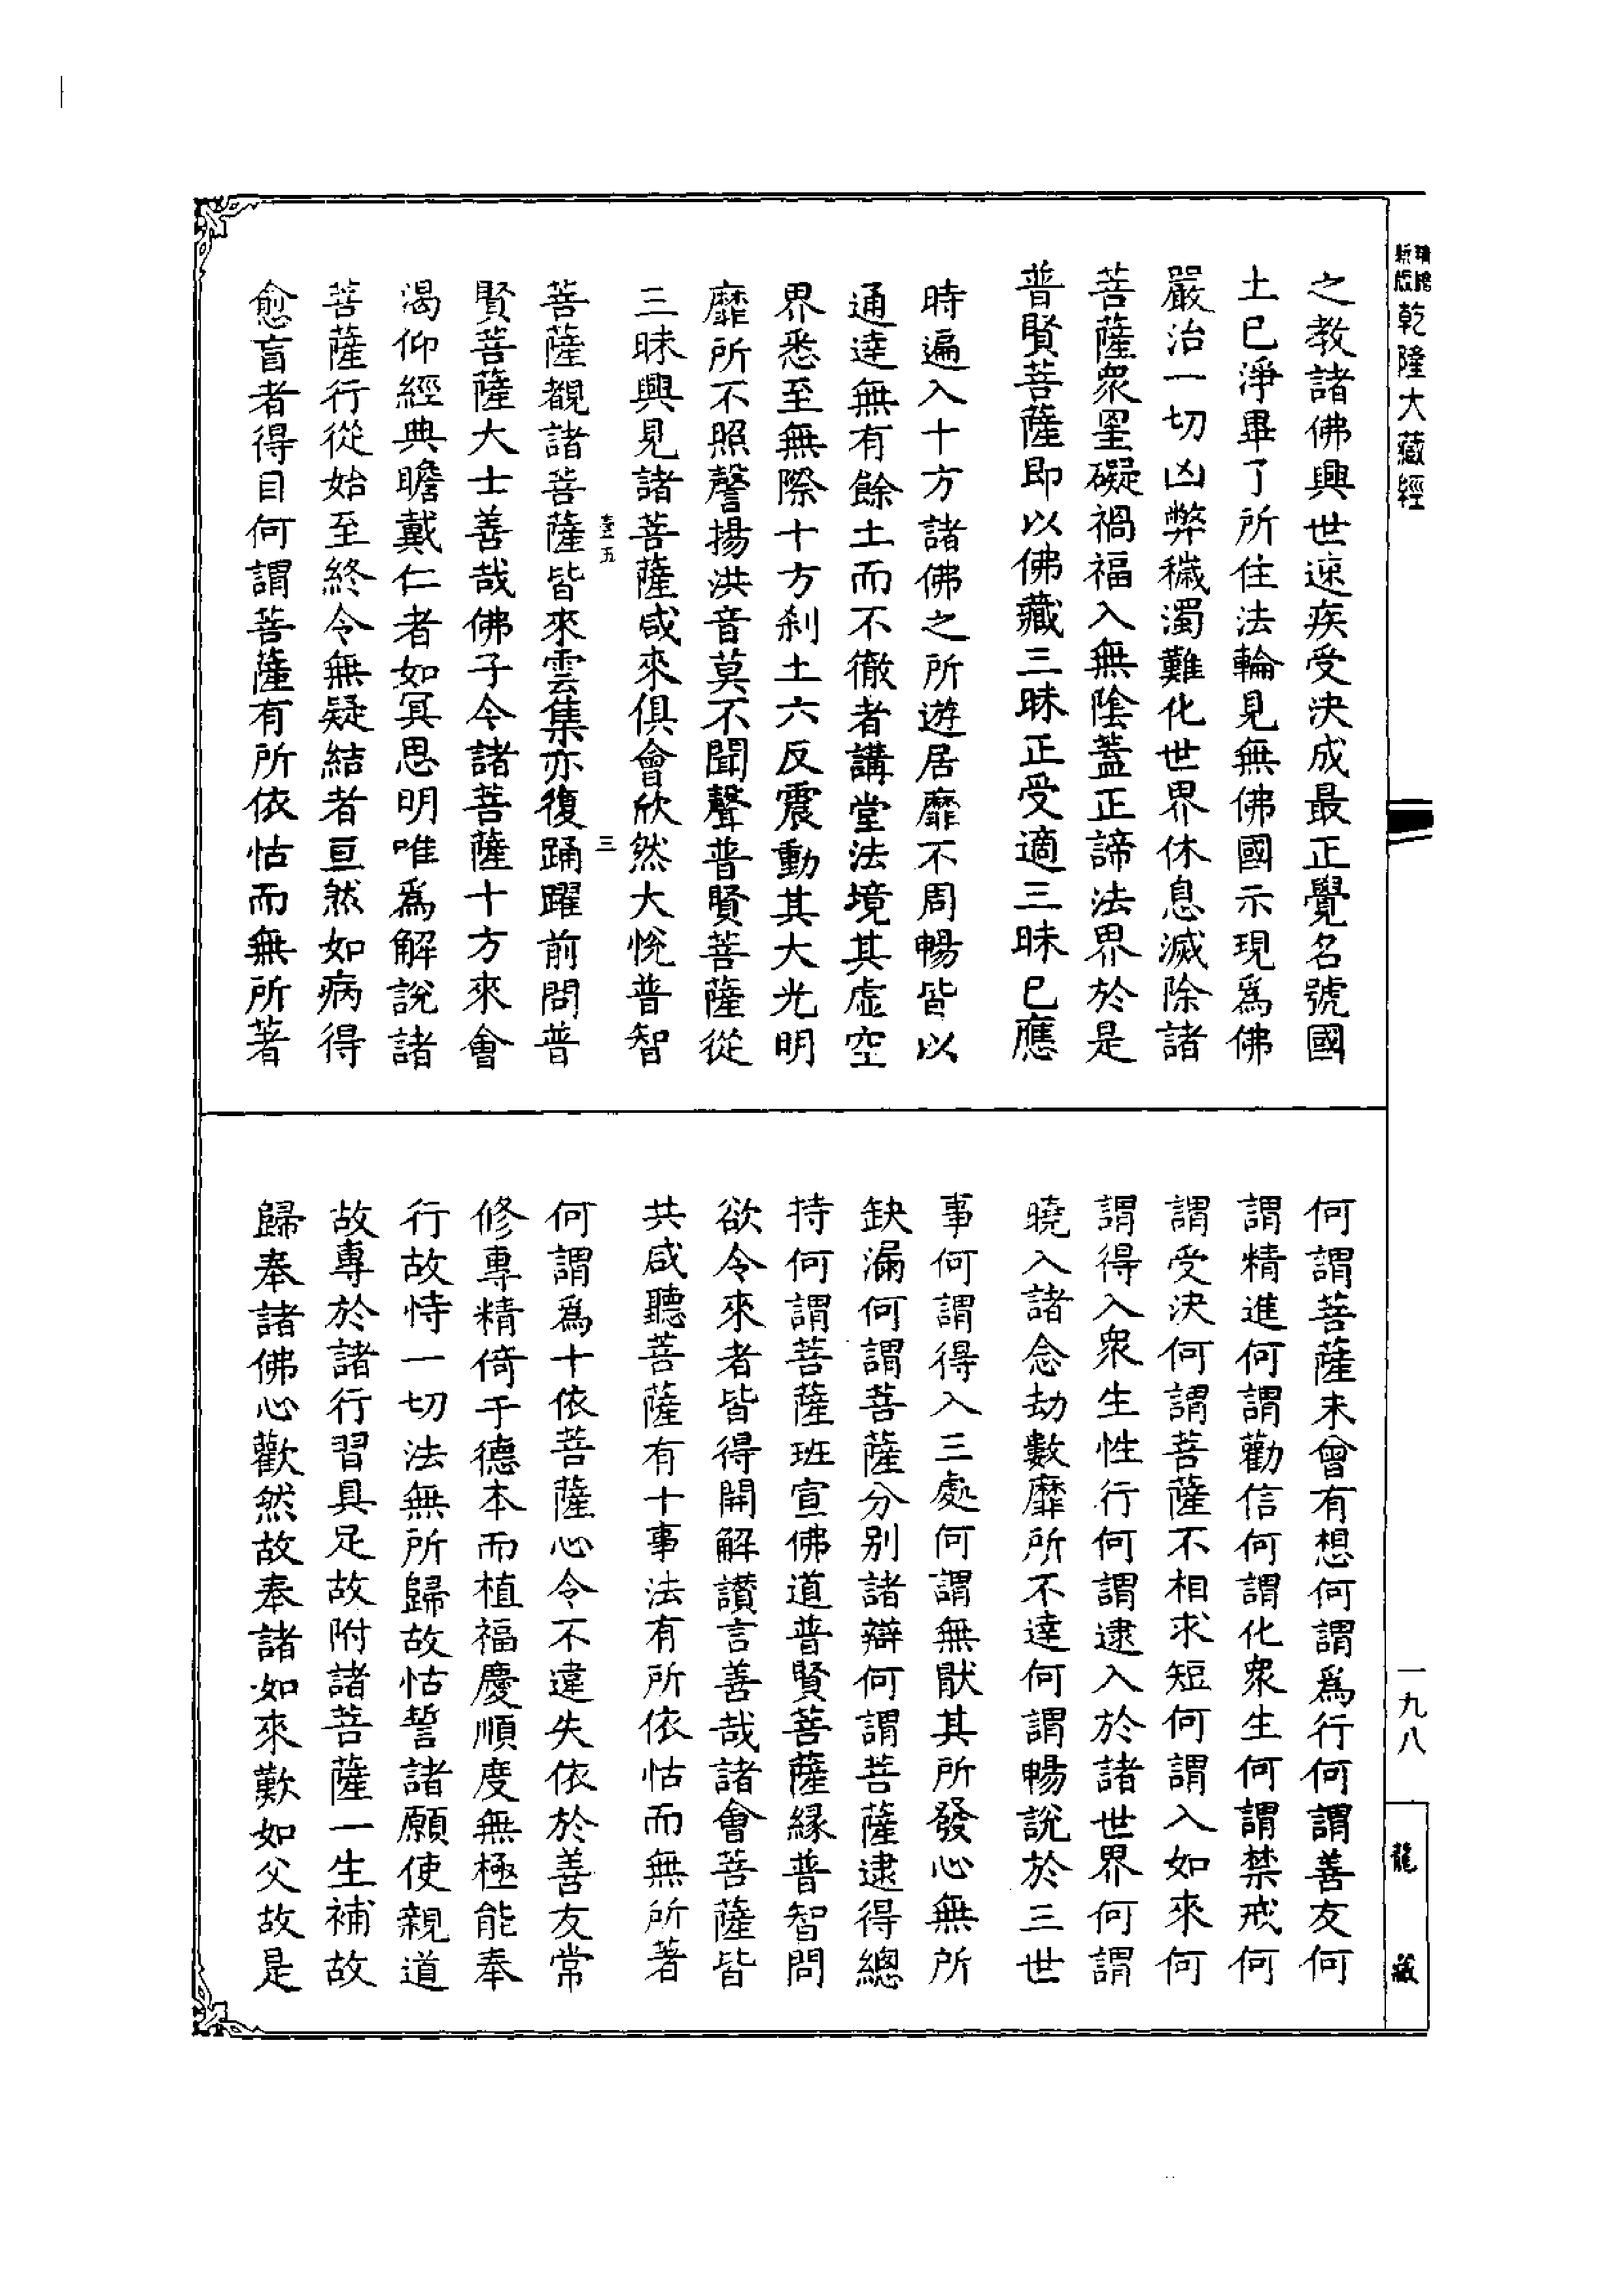 乾隆大藏經
之教諸佛興世速疾受決成最正覺名號國
土已淨畢了所住法輪見無佛國示現爲佛
嚴治一切凶弊穢濁難化世界休息滅除諸
菩薩衆罣礙禍福入無陰蓋正諦法界於是
普賢菩薩即以佛藏三昧正受適三昧已應
時遍入十方諸佛之所遊居靡不周暢皆以
通達無有餘土而不徹者講堂法境其虛空
界悉至無際十方刹土六反震動其大光明
靡所不照謦揚洪音莫不聞聲普賢菩薩從
三昧興見諸菩薩咸來俱會欣然大悅普智
菩薩覩諸菩薩皆來雲集亦復踊躍前問普
賢菩薩大士善哉佛子今諸菩薩十方來會
渴仰經典瞻戴仁者如冥思明唯爲解說諸
菩薩行從始至終令無疑結者亘然如病得
愈盲者得目何謂菩薩有所依怙而無所著
五
三
何謂菩薩未曾有想何謂爲行何謂善友何
謂精進何謂勸信何謂化衆生何謂禁戒何
謂受決何謂菩薩不相求短何謂入如來何
謂得入衆生性行何謂逮入於諸世界何謂
曉入諸念劫數靡所不達何謂暢說於三世
事何謂得入三處何謂無猒其所發心無所
缺漏何謂菩薩分別諸辯何謂菩薩逮得總
持何謂菩薩班宣佛道普賢菩薩縁普智問
欲令來者皆得開解讚言善哉諸會菩薩皆
共咸聽菩薩有十事法有所依怙而無所著
何謂爲十依菩薩心令不違失依於善友常
修專精倚于德本而植福慶順度無極能奉
行故恃一切法無所歸故怙誓諸願使親道
故專於諸行習具足故附諸菩薩一生補故
歸奉諸佛心歡然故奉諸如來歎如父故是
一九八
龍藏